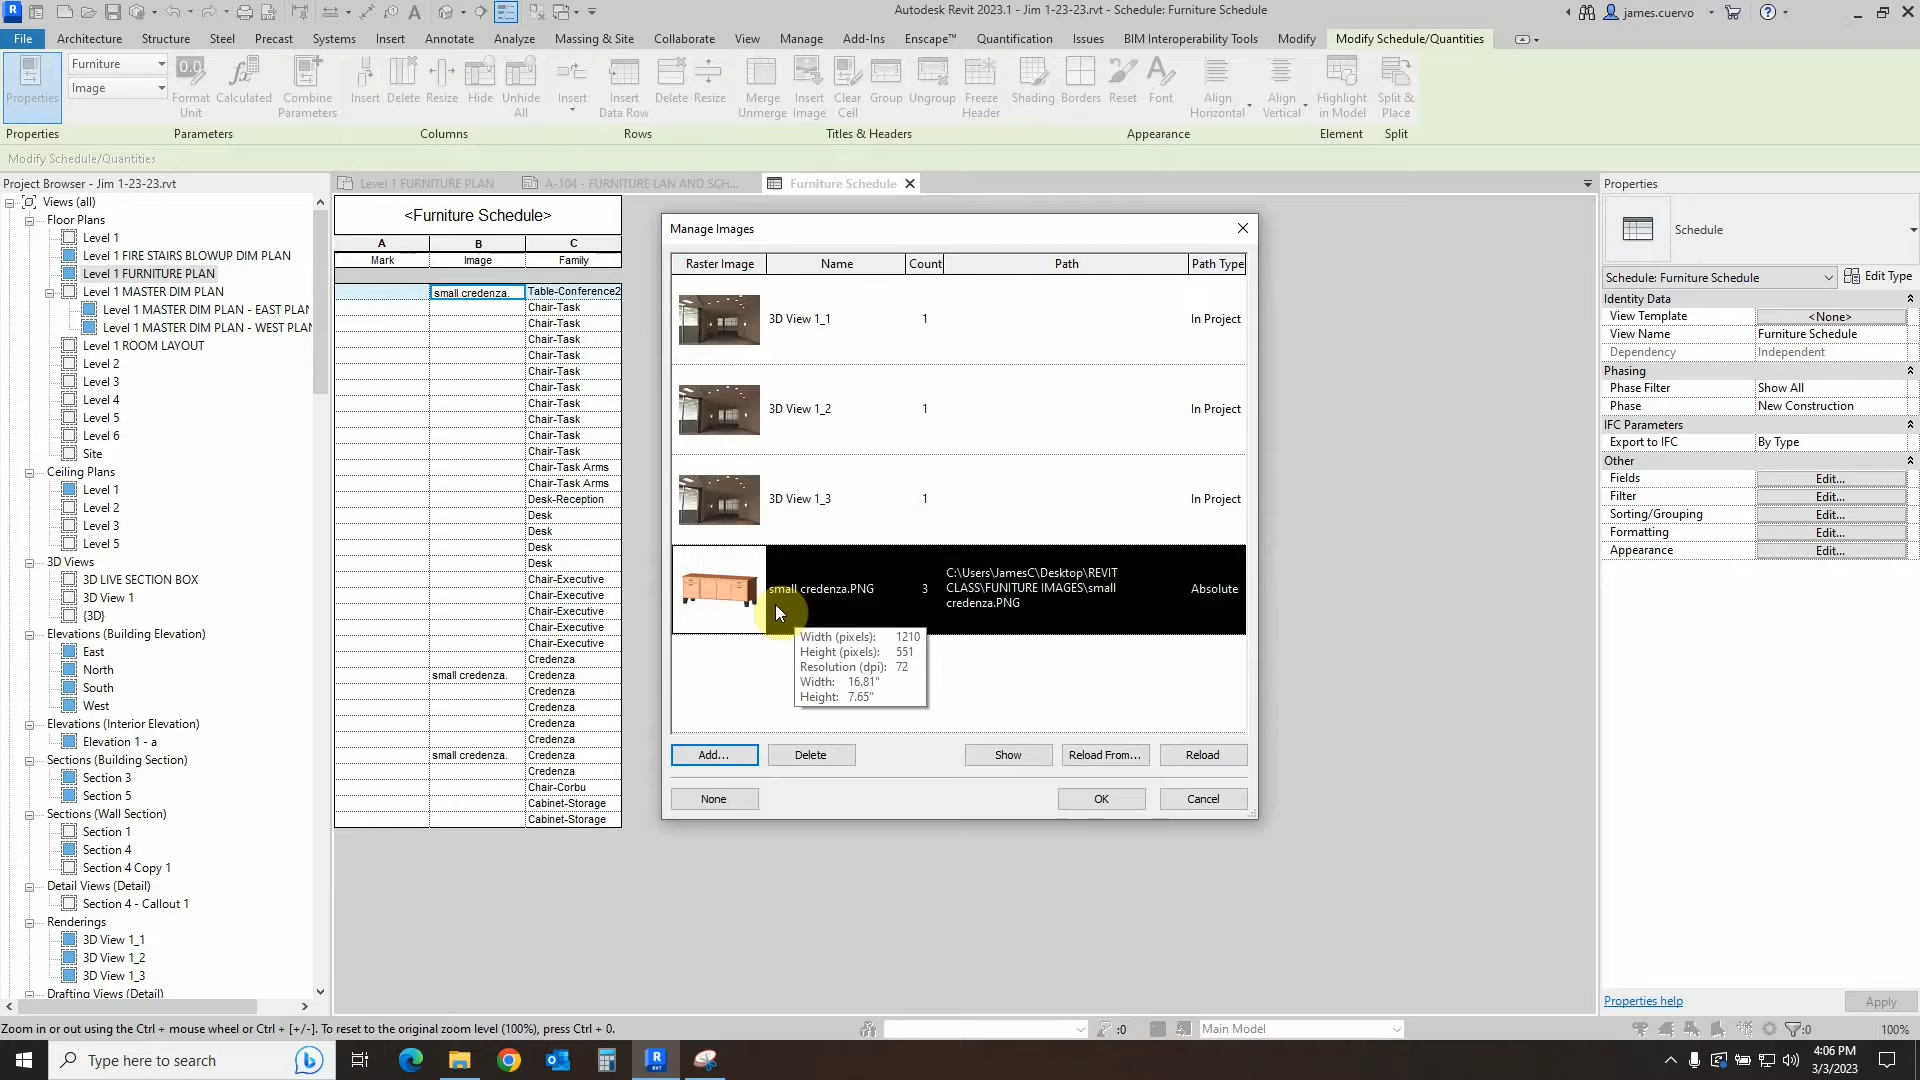 Autodesk Revit 2023.1 - Jim 1-23-23.rvt - Schedule: Furniture Schedule
james.cuervo
File Architecture Structure Steel Precast Systems Insert Annotate Analyze Massing & Site Collaborate View Manage Add-Ins Enscape™ Quantification Issues BIM Interoperability Tools Modify Modify Schedule/Quantities
Furniture
Image
Properties
Format Unit
Calculated
Combine Parameters
Insert Delete Resize Hide Unhide All
Insert
Insert Data Row
Delete Resize
Merge Unmerge
Insert Image
Clear Cell
Group Ungroup
Freeze Header
Shading Borders Reset Font
Align Horizontal
Align Vertical
Highlight in Model
Split & Place
Properties Parameters Columns Rows Titles & Headers Appearance Element Split
Modify Schedule/Quantities
Project Browser - Jim 1-23-23.rvt
Views (all)
Floor Plans
Level 1
Level 1 FIRE STAIRS BLOWUP DIM PLAN
Level 1 FURNITURE PLAN
Level 1 MASTER DIM PLAN
Level 1 MASTER DIM PLAN - EAST PLAN
Level 1 MASTER DIM PLAN - WEST PLAN
Level 1 ROOM LAYOUT
Level 2
Level 3
Level 4
Level 5
Level 6
Site
Ceiling Plans
Level 1
Level 2
Level 3
Level 5
3D Views
3D LIVE SECTION BOX
3D View 1
{3D}
Elevations (Building Elevation)
East
North
South
West
Elevations (Interior Elevation)
Elevation 1 - a
Sections (Building Section)
Section 3
Section 5
Sections (Wall Section)
Section 1
Section 4
Section 4 Copy 1
Detail Views (Detail)
Section 4 - Callout 1
Renderings
3D View 1_1
3D View 1_2
3D View 1_3
Drafting Views (Detail)
Level 1 FURNITURE PLAN
A-104 - FURNITURE LAN AND SCH...
Furniture Schedule
<Furniture Schedule>
A B C
Mark Image Family
small credenza. Table-Conference2
Chair-Task
Chair-Task
Chair-Task
Chair-Task
Chair-Task
Chair-Task
Chair-Task
Chair-Task
Chair-Task
Chair-Task
Chair-Task Arms
Chair-Task Arms
Desk-Reception
Desk
Desk
Desk
Desk
Chair-Executive
Chair-Executive
Chair-Executive
Chair-Executive
Chair-Executive
Credenza
small credenza. Credenza
Credenza
Credenza
Credenza
Credenza
small credenza. Credenza
Credenza
Chair-Corbu
Cabinet-Storage
Cabinet-Storage
Manage Images
Raster Image Name Count Path Path Type
3D View 1_1 1 In Project
3D View 1_2 1 In Project
3D View 1_3 1 In Project
small credenza.PNG 3 C:\Users\JamesC\Desktop\REVIT
CLASS\FUNITURE IMAGES\small
credenza.PNG
Absolute
Width (pixels): 1210
Height (pixels): 551
Resolution (dpi): 72
Width: 16.81"
Height: 7.65"
Add... Delete Show Reload From... Reload
None OK Cancel
Properties
Schedule
Schedule: Furniture Schedule Edit Type
Identity Data
View Template <None>
View Name Furniture Schedule
Dependency Independent
Phasing
Phase Filter Show All
Phase New Construction
IFC Parameters
Export to IFC By Type
Other
Fields Edit...
Filter Edit...
Sorting/Grouping Edit...
Formatting Edit...
Appearance Edit...
Properties help Apply
Zoom in or out using the Ctrl + mouse wheel or Ctrl + [+/-]. To reset to the original zoom level (100%), press Ctrl + 0.
:0
Main Model
:0
100%
Type here to search
4:06 PM
3/3/2023